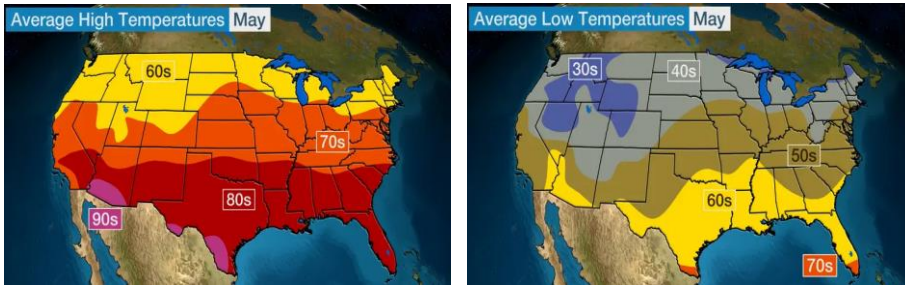 Average High Temperatures May
60s
70s
80s
90s
Average Low Temperatures May
30s
40s
50s
60s
70s